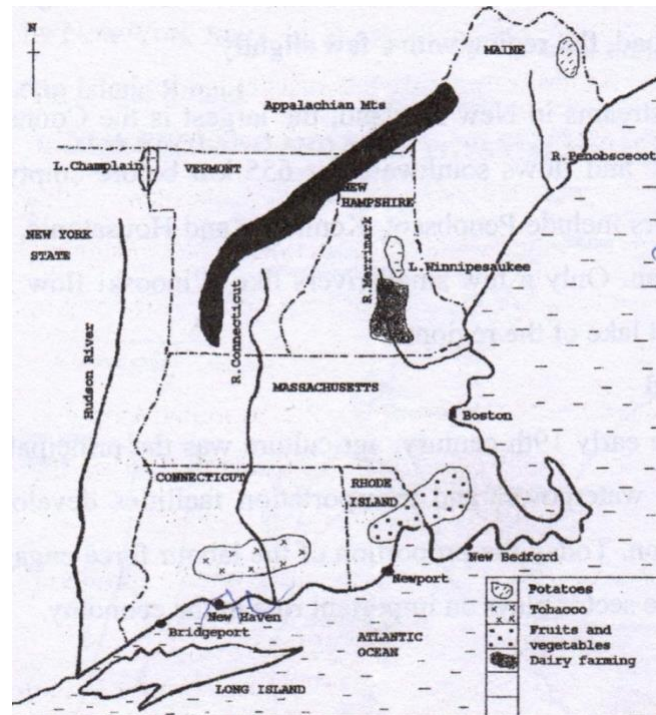 N
MAINE
Appalachian Mts
R.Penobscecot
L.Champlain
VERMONT
NEW
HAMPSHIRE
NEW YORK
STATE
R.Merrimack
Winnipesaukee
R.Connecticut
Hudson River
MASSACHUSETTS
Boston
CONNECTICUT
RHODE
ISLAND
New Bedford
Newport
New Haven
Bridgeport
ATLANTIC
OCEAN
LONG ISLAND
Potatoes
Tobacco
Fruits and
vegetables
Dairy farming